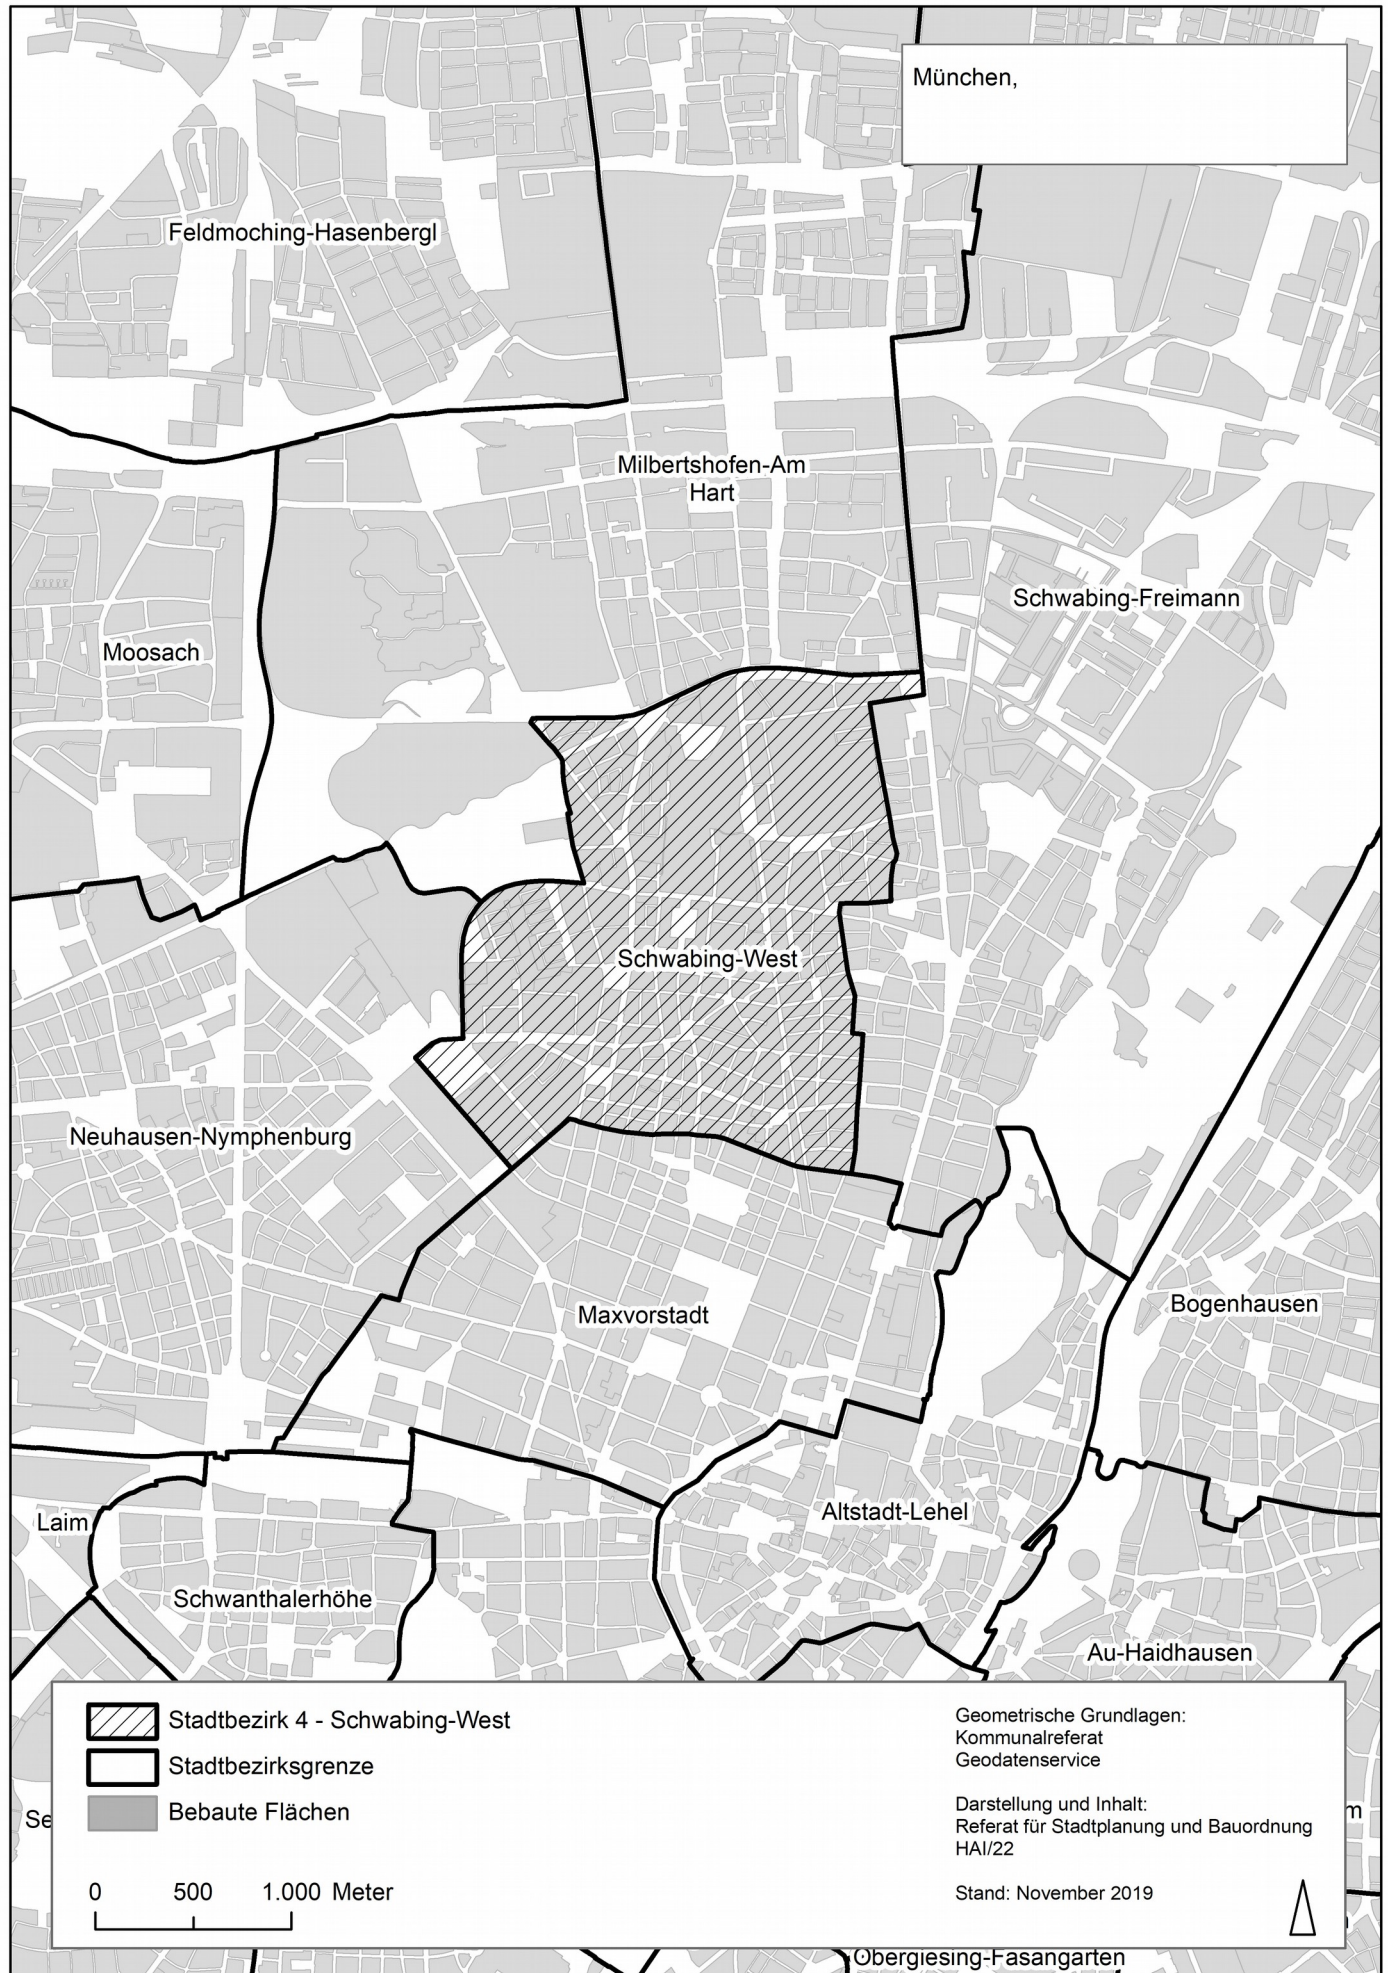 München,
Feldmoching-Hasenbergl
Milbertshofen-Am
Hart
Schwabing-Freimann
Moosach
Schwabing-West
Neuhausen-Nymphenburg
Bogenhausen
Maxvorstadt
Altstadt-Lehel
Laim
Schwanthalerhöhe
Au-Haidhausen
Stadtbezirk 4 - Schwabing-West
Stadtbezirksgrenze
Bebaute Flächen
0 500 1.000 Meter
Geometrische Grundlagen:
Kommunalreferat
Geodatenservice
Darstellung und Inhalt:
Referat für Stadtplanung und Bauordnung
HAI/22
Stand: November 2019
Se
m
Obergiesing-Fasangarten